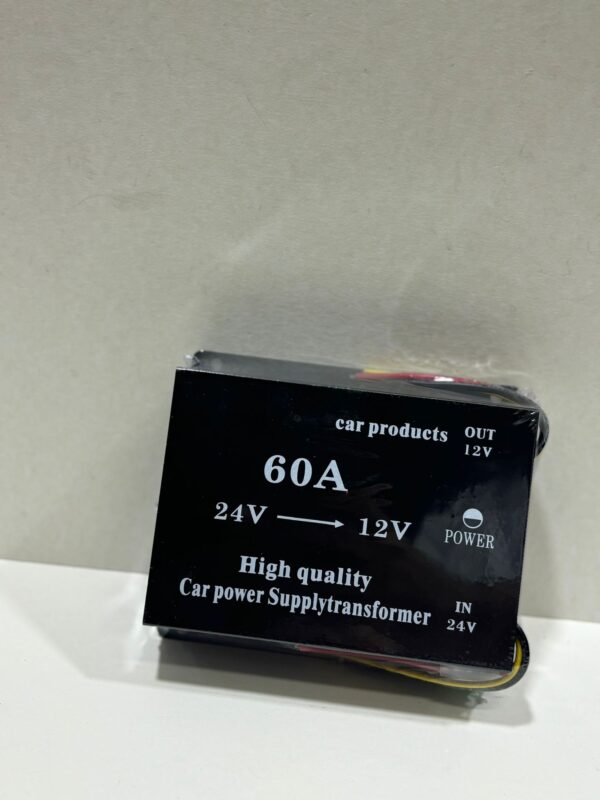 car products
OUT
12V
60A
24V → 12V
POWER
High quality
Car power Supplytransformer
IN
24V